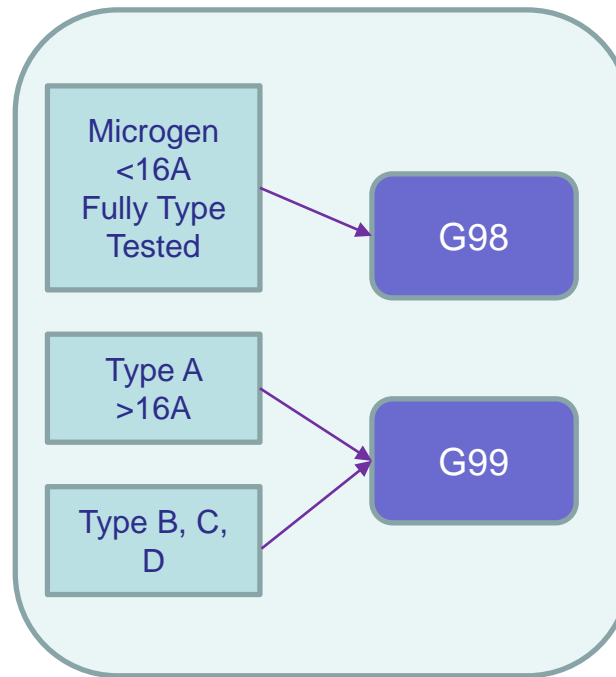 Microgen
<16A
Fully Type
Tested
G98
Type A
>16A
G99
Type B, C,
D